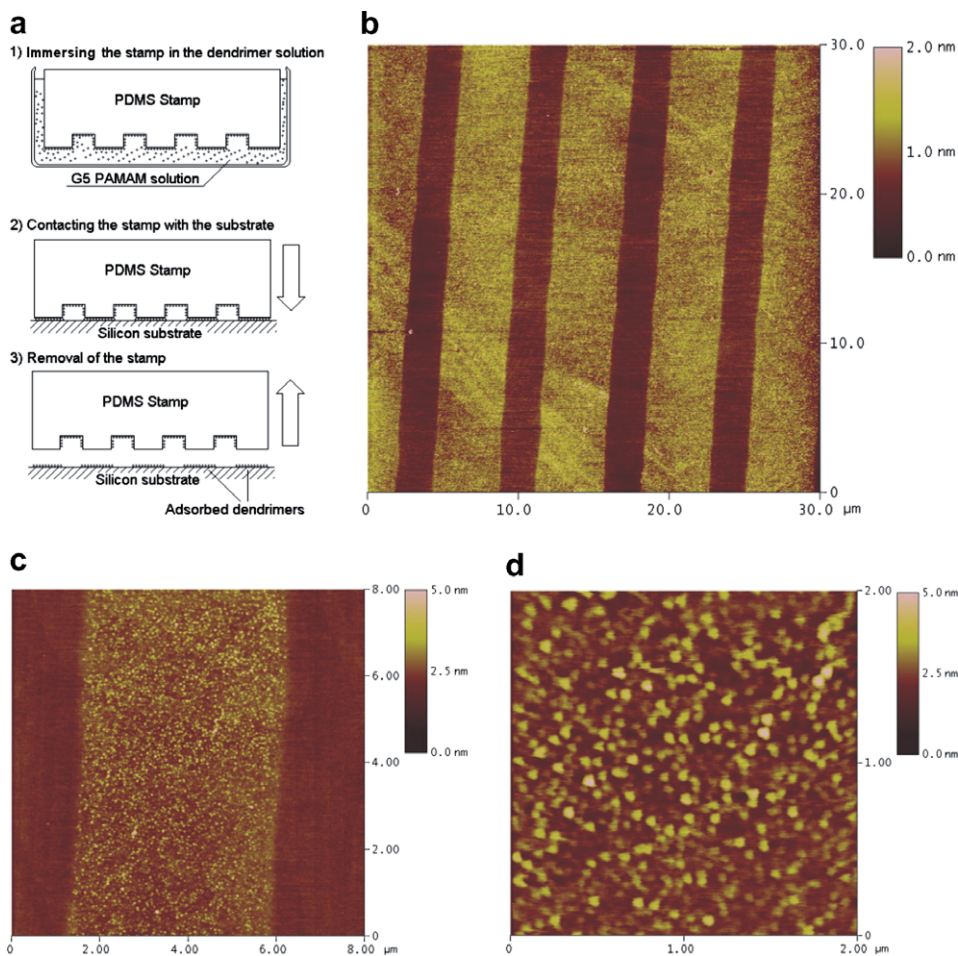 a
1) Immersing the stamp in the dendrimer solution
PDMS Stamp
G5 PAMAM solution
2) Contacting the stamp with the substrate
PDMS Stamp
Silicon substrate
3) Removal of the stamp
PDMS Stamp
Silicon substrate
Adsorbed dendrimers
b
30.0
20.0
10.0
0
0 10.0 20.0 30.0 µm
2.0 nm
1.0 nm
0.0 nm
c
8.00
6.00
4.00
2.00
0
0 2.00 4.00 6.00 8.00 µm
5.0 nm
2.5 nm
0.0 nm
d
2.00
1.00
0
0 1.00 2.00 µm
5.0 nm
2.5 nm
0.0 nm